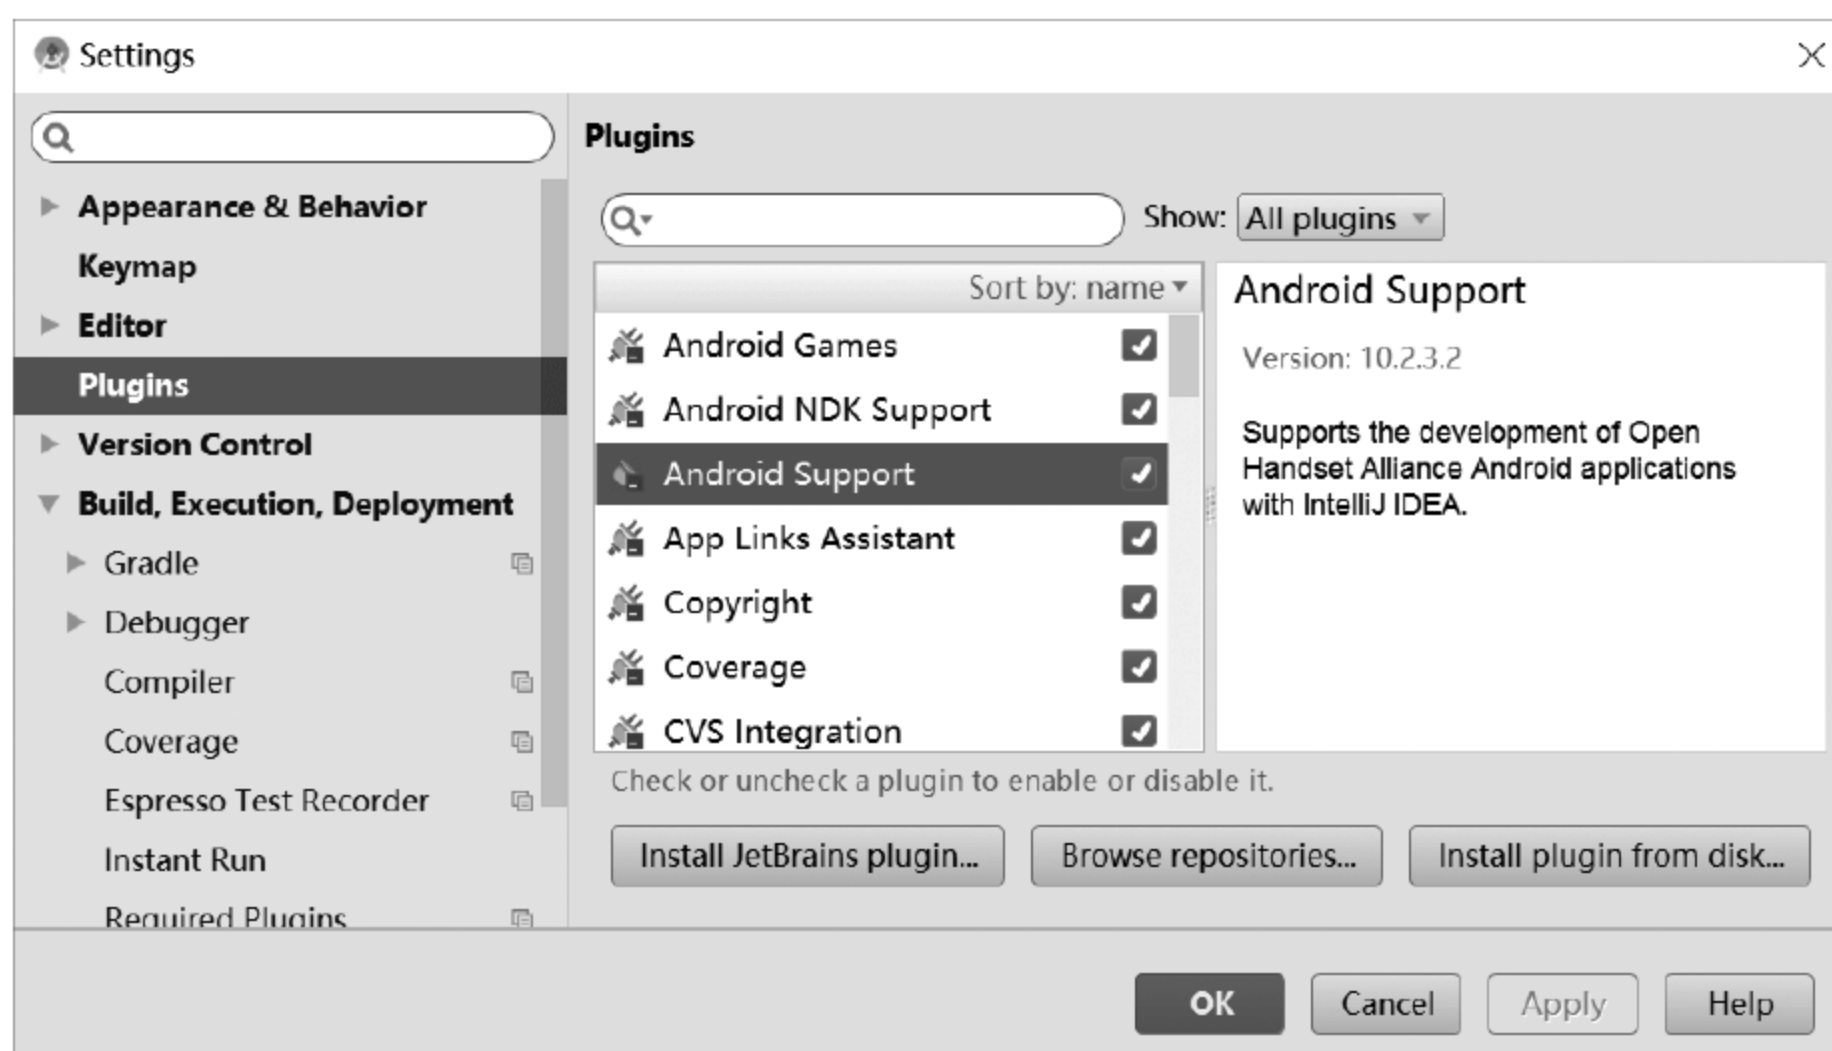 Settings
Appearance & Behavior
Keymap
Editor
Plugins
Version Control
Build, Execution, Deployment
Gradle
Debugger
Compiler
Coverage
Espresso Test Recorder
Instant Run
Required Plugins
Plugins
Show: All plugins
Sort by: name
Android Games
Android NDK Support
Android Support
App Links Assistant
Copyright
Coverage
CVS Integration
Android Support
Version: 10.2.3.2
Supports the development of Open
Handset Alliance Android applications
with IntelliJ IDEA.
Check or uncheck a plugin to enable or disable it.
Install JetBrains plugin... Browse repositories... Install plugin from disk...
OK Cancel Apply Help